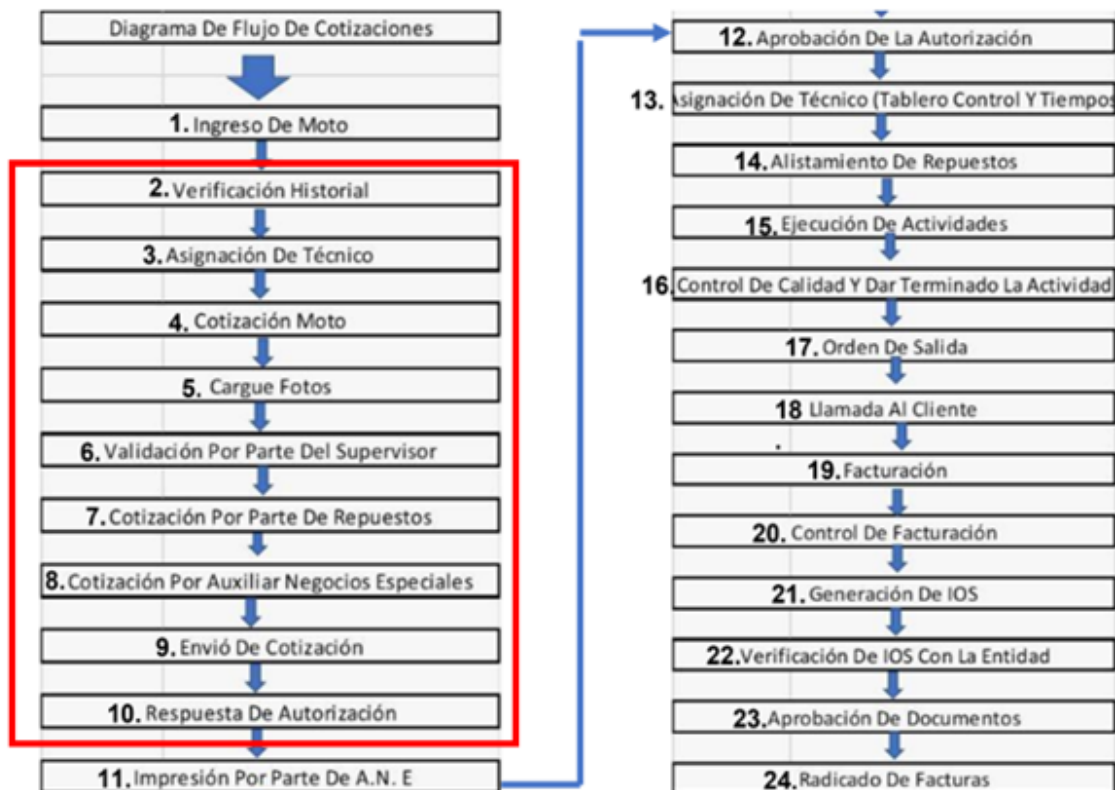 Diagrama De Flujo De Cotizaciones
1. Ingreso De Moto
2. Verificación Historial
3. Asignación De Técnico
4. Cotización Moto
5. Cargue Fotos
6. Validación Por Parte Del Supervisor
7. Cotización Por Parte De Repuestos
8. Cotización Por Auxiliar Negocios Especiales
9. Envió De Cotización
10. Respuesta De Autorización
11. Impresión Por Parte De A.N. E
12. Aprobación De La Autorización
13. Asignación De Técnico (Tablero Control Y Tiempos
14. Alistamiento De Repuestos
15. Ejecución De Actividades
16. Control De Calidad Y Dar Terminado La Actividad
17. Orden De Salida
18 Llamada Al Cliente
.
19. Facturación
20. Control De Facturación
21. Generación De IOS
22. Verificación De IOS Con La Entidad
23. Aprobación De Documentos
24. Radicado De Facturas